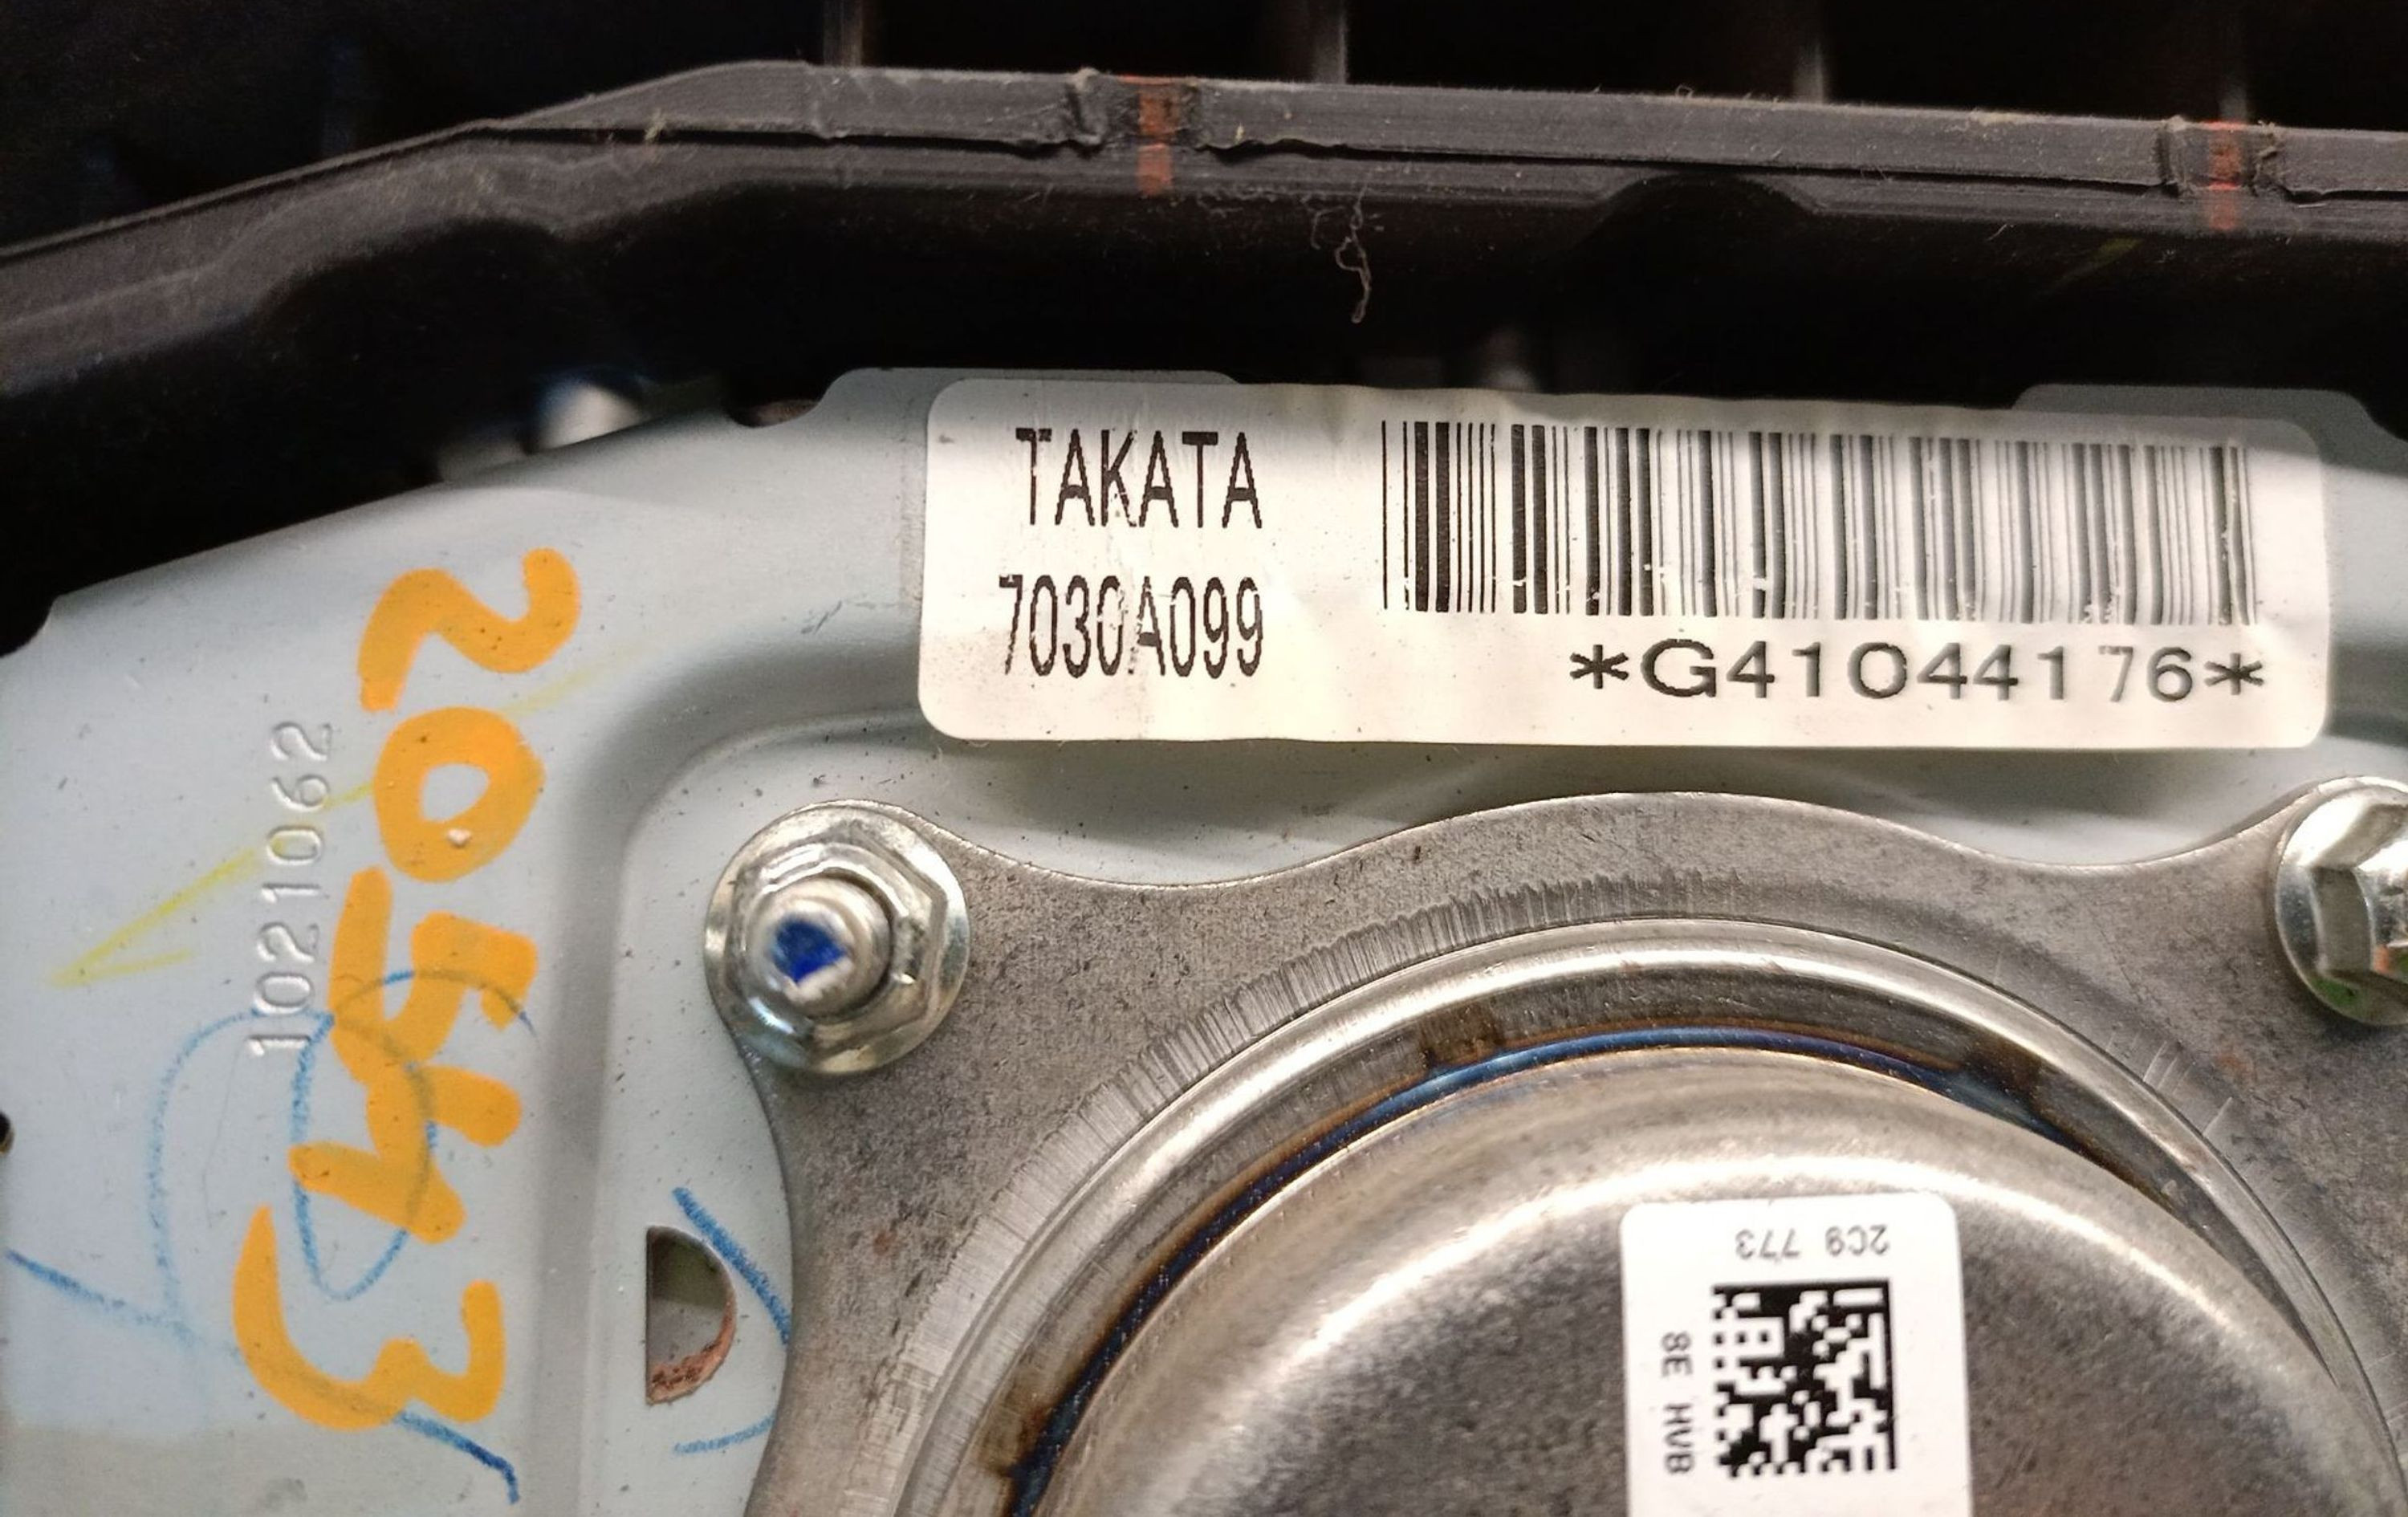 TAKATA
7030A099
*G41044176*
1021062
2C9 773
8E HVB